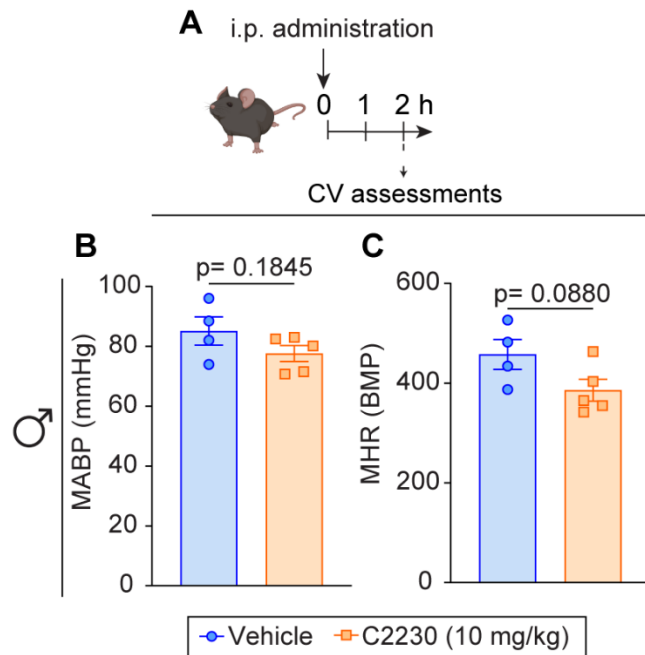 A
i.p. administration
0 1 2 h
CV assessments
B
p= 0.1845
MABP (mmHg)
100
80
60
40
20
0
C
p= 0.0880
MHR (BMP)
600
400
200
0
♂
Vehicle C2230 (10 mg/kg)